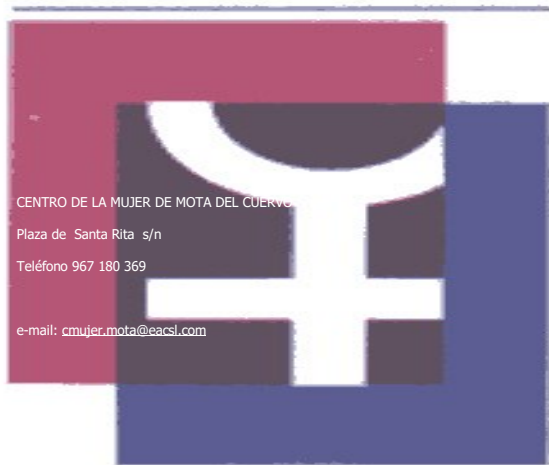 CENTRO DE LA MUJER DE MOTA DEL CUERVO
Plaza de Santa Rita s/n
Teléfono 967 180 369
e-mail: cmujer.mota@eacsl.com